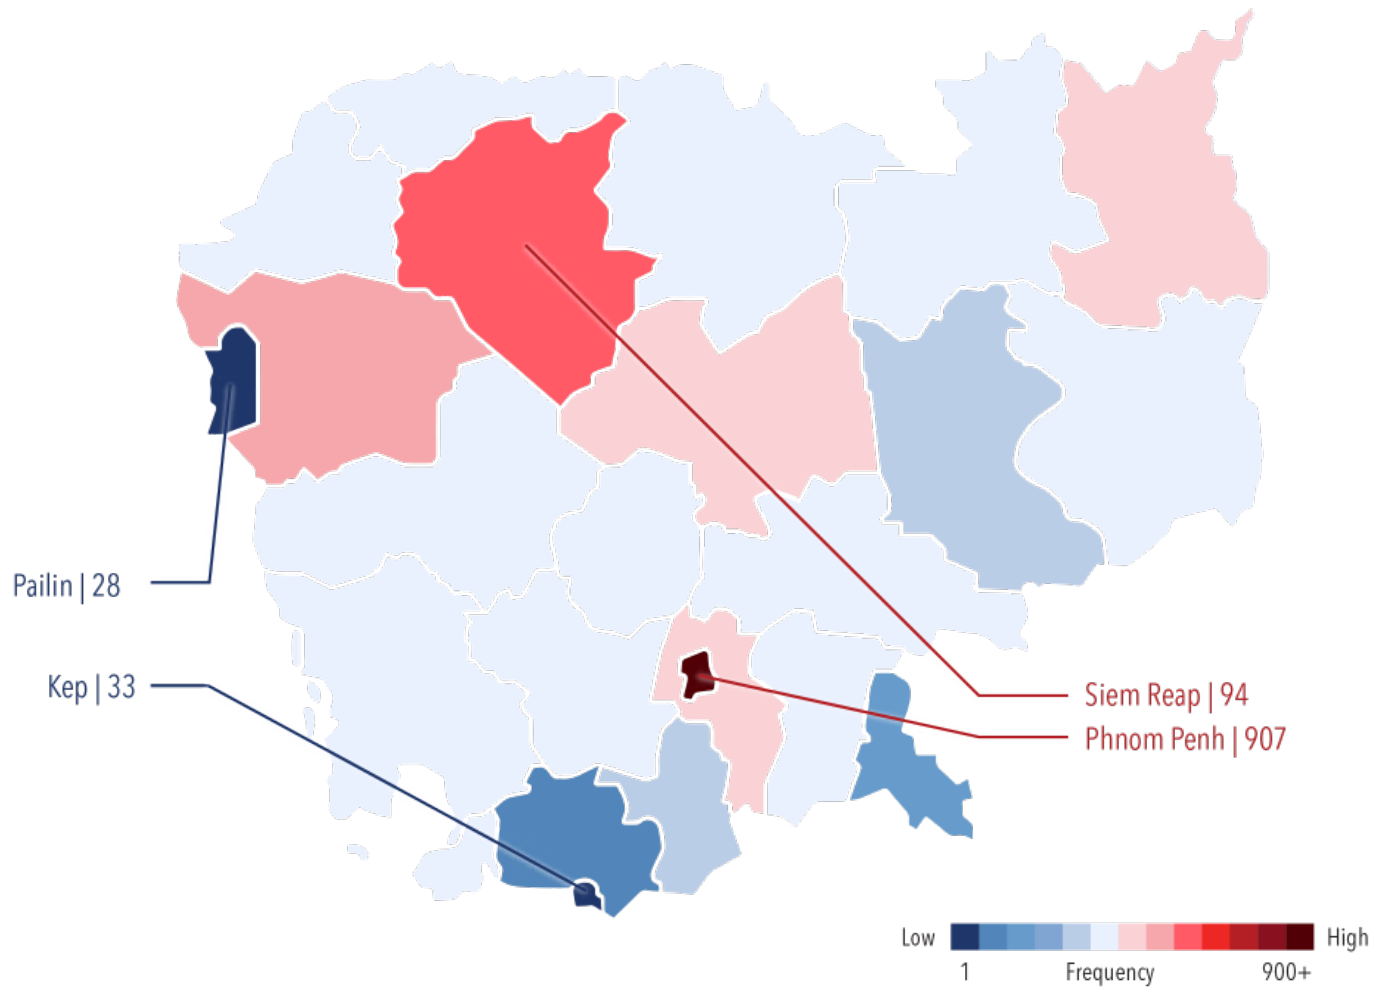 Pailin | 28
Kep | 33
Siem Reap | 94
Phnom Penh | 907
Low High
1 Frequency 900+